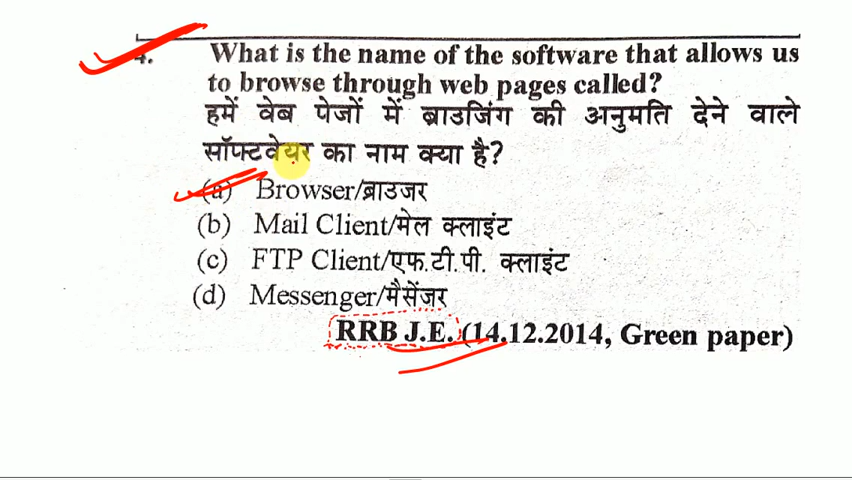 4. What is the name of the software that allows us
to browse through web pages called?
हमें वेब पेजों में ब्राउजिंग की अनुमति देने वाले
सॉफ्टवेयर का नाम क्या है?
(a) Browser/ब्राउजर
(b) Mail Client/मेल क्लाइंट
(c) FTP Client/एफ.टी.पी. क्लाइंट
(d) Messenger/मैसेंजर
RRB J.E. (14.12.2014, Green paper)